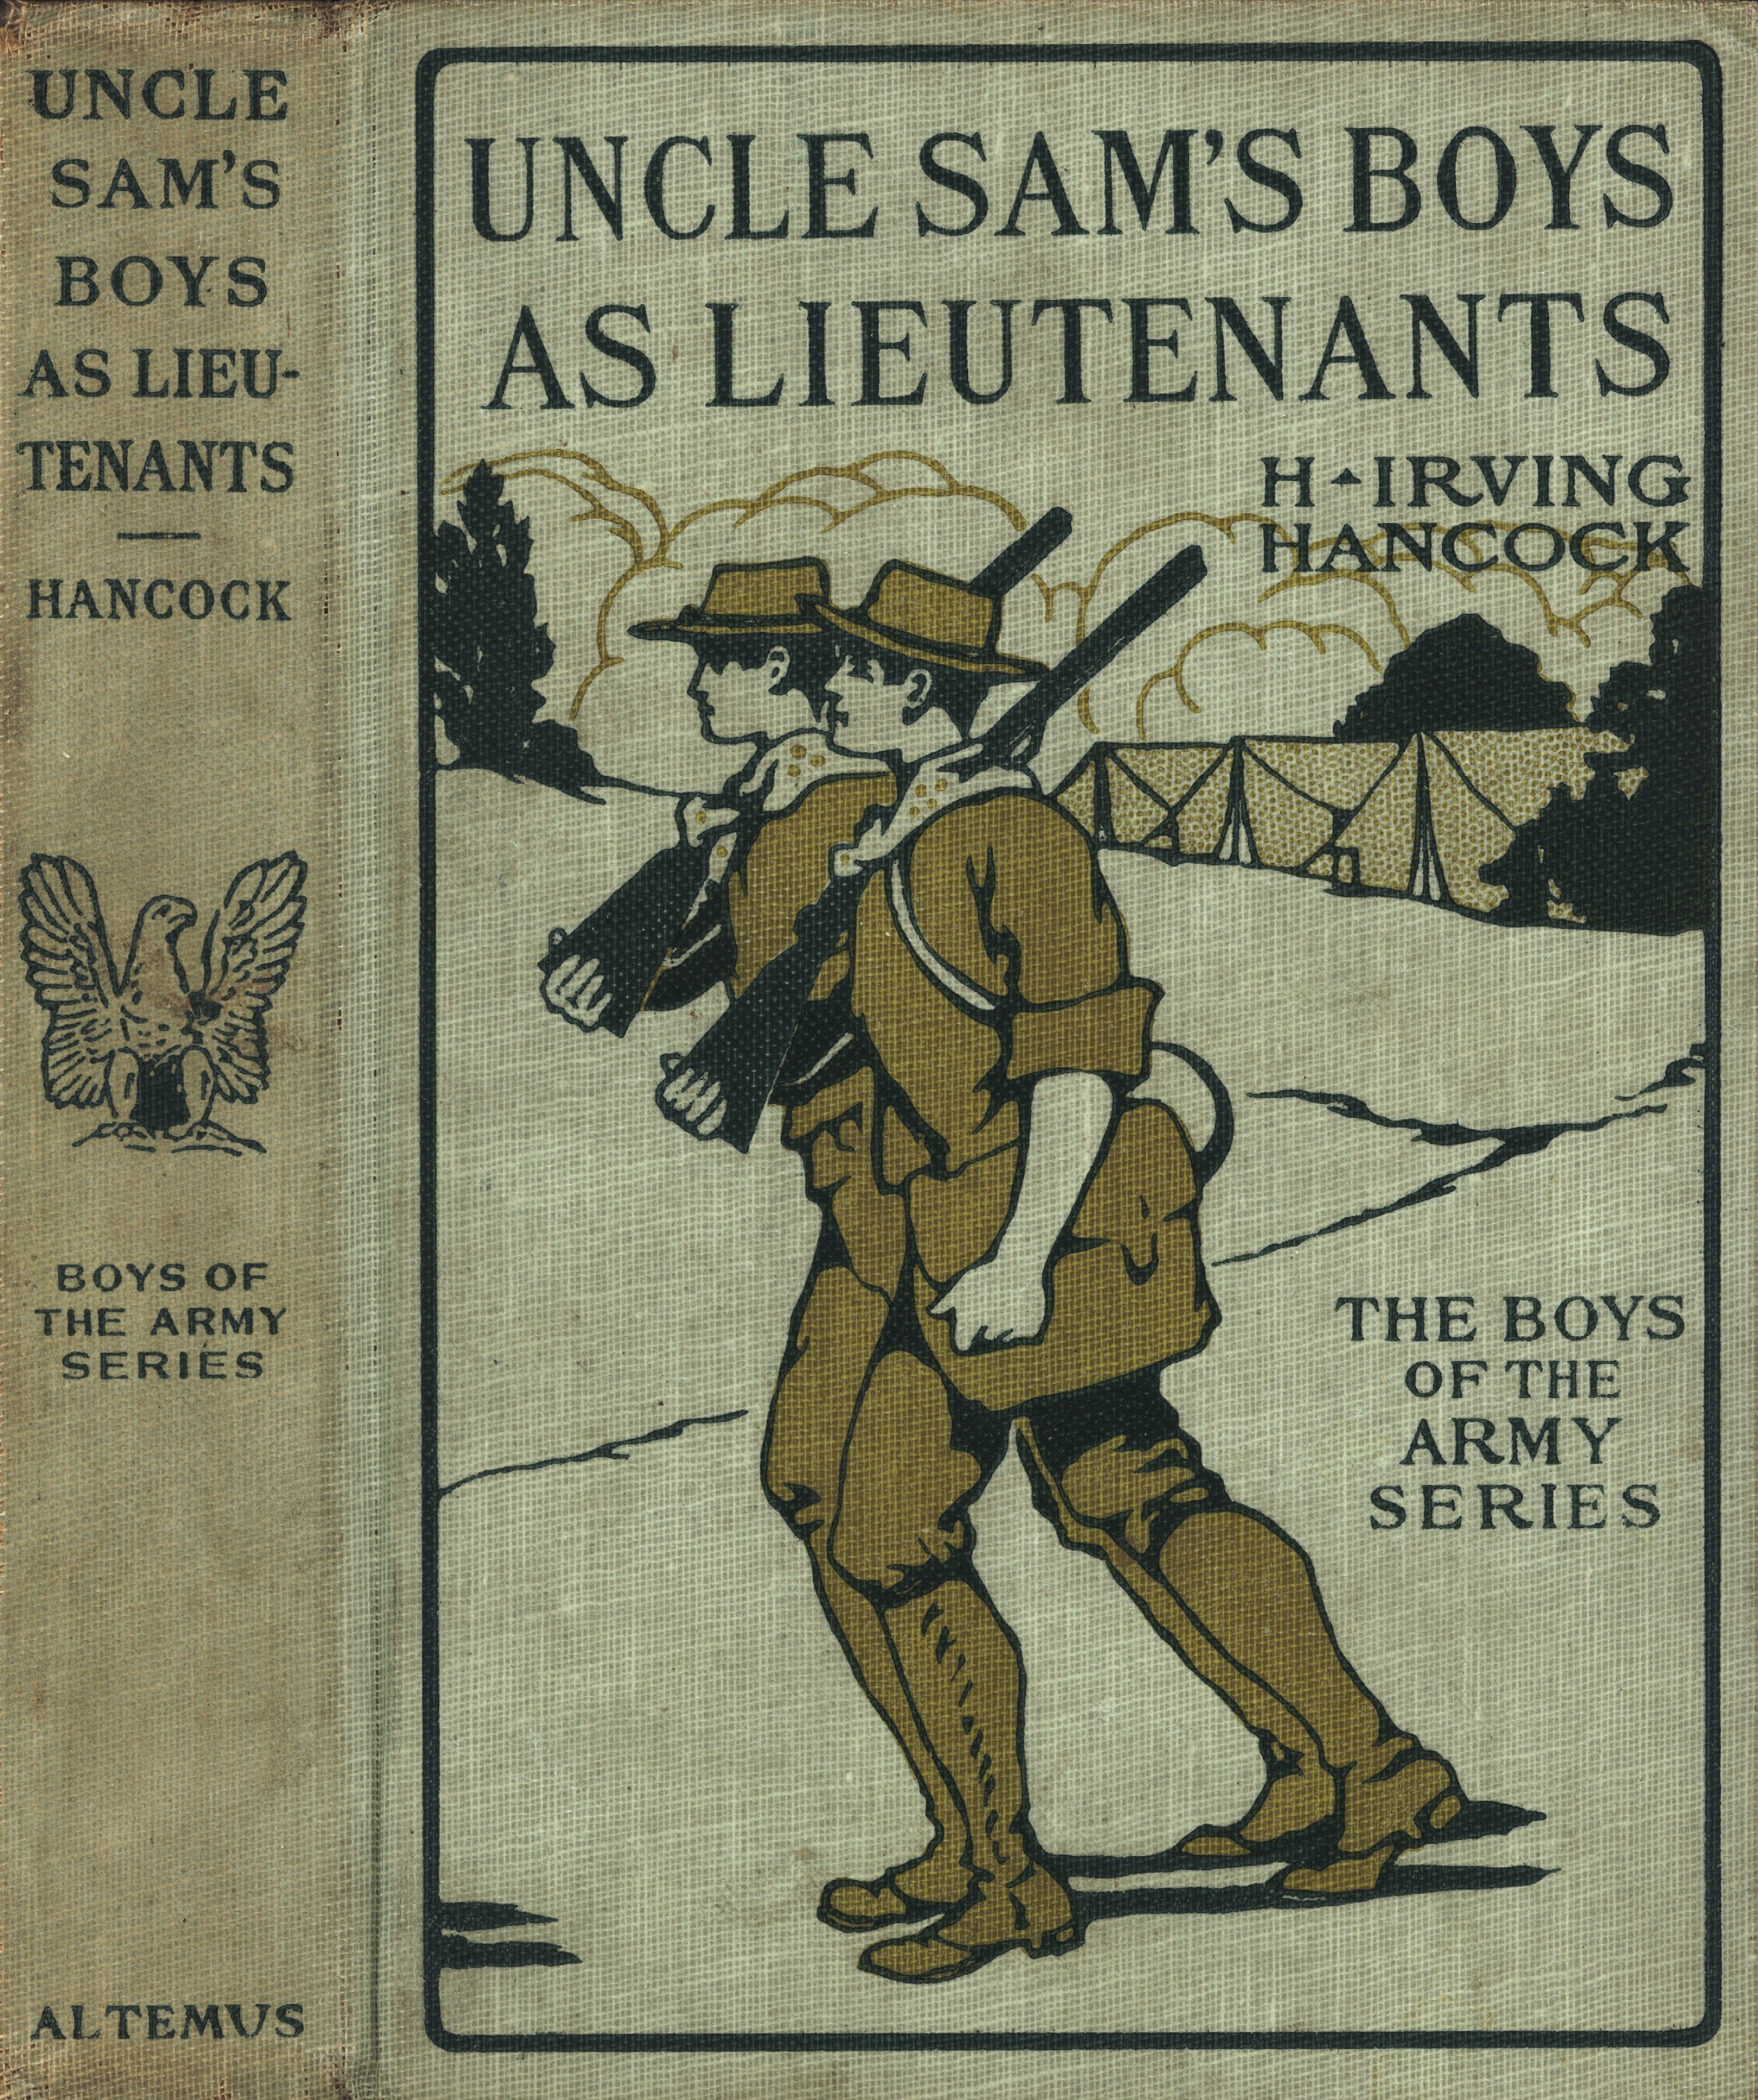 UNCLE
SAM'S
BOYS
AS LIEU-
TENANTS
HANCOCK
BOYS OF
THE ARMY
SERIES
ALTEMUS
UNCLE SAM'S BOYS
AS LIEUTENANTS
H IRVING
HANCOCK
THE BOYS
OF THE
ARMY
SERIES